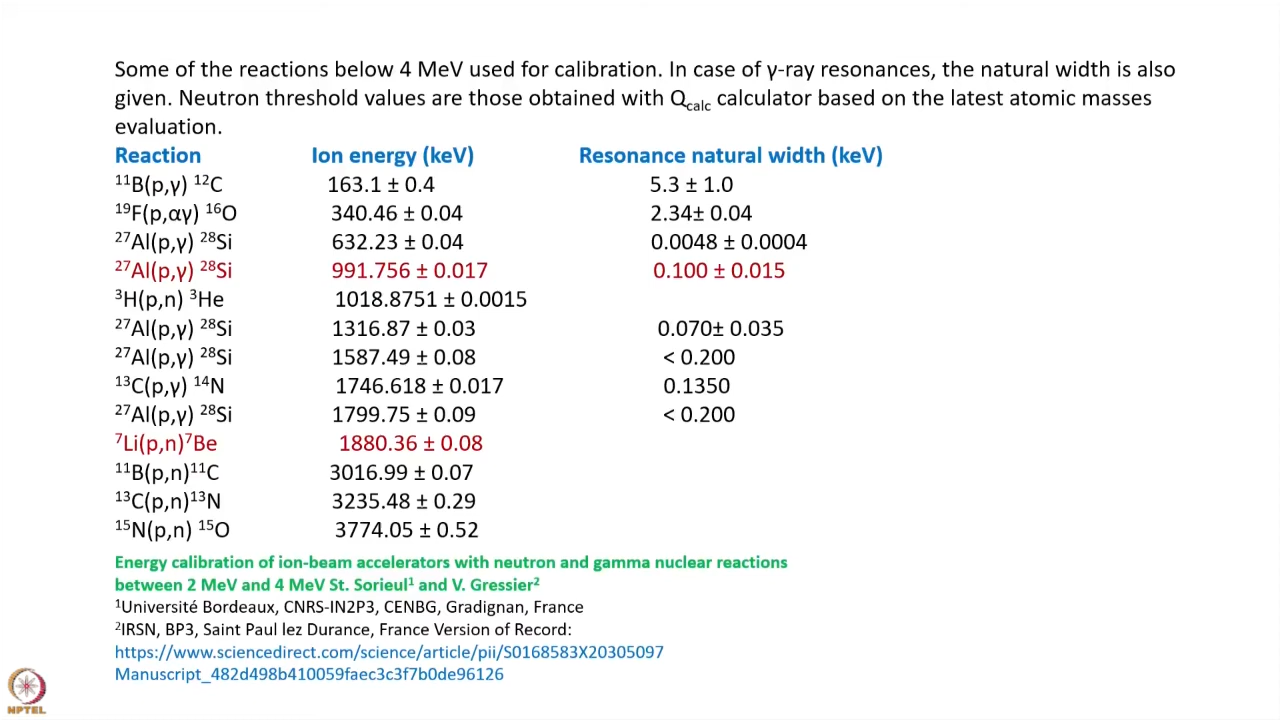 Some of the reactions below 4 MeV used for calibration. In case of γ-ray resonances, the natural width is also
given. Neutron threshold values are those obtained with Qcalc calculator based on the latest atomic masses
evaluation.
Reaction Ion energy (keV) Resonance natural width (keV)
¹¹B(p,γ) ¹²C 163.1 ± 0.4 5.3 ± 1.0
¹⁹F(p,αγ) ¹⁶O 340.46 ± 0.04 2.34± 0.04
²⁷Al(p,γ) ²⁸Si 632.23 ± 0.04 0.0048 ± 0.0004
²⁷Al(p,γ) ²⁸Si 991.756 ± 0.017 0.100 ± 0.015
³H(p,n) ³He 1018.8751 ± 0.0015
²⁷Al(p,γ) ²⁸Si 1316.87 ± 0.03 0.070± 0.035
²⁷Al(p,γ) ²⁸Si 1587.49 ± 0.08 < 0.200
¹³C(p,γ) ¹⁴N 1746.618 ± 0.017 0.1350
²⁷Al(p,γ) ²⁸Si 1799.75 ± 0.09 < 0.200
⁷Li(p,n)⁷Be 1880.36 ± 0.08
¹¹B(p,n)¹¹C 3016.99 ± 0.07
¹³C(p,n)¹³N 3235.48 ± 0.29
¹⁵N(p,n) ¹⁵O 3774.05 ± 0.52
Energy calibration of ion-beam accelerators with neutron and gamma nuclear reactions
between 2 MeV and 4 MeV St. Sorieul¹ and V. Gressier²
¹Université Bordeaux, CNRS-IN2P3, CENBG, Gradignan, France
²IRSN, BP3, Saint Paul lez Durance, France Version of Record:
https://www.sciencedirect.com/science/article/pii/S0168583X20305097
Manuscript_482d498b410059faec3c3f7b0de96126
NPTEL